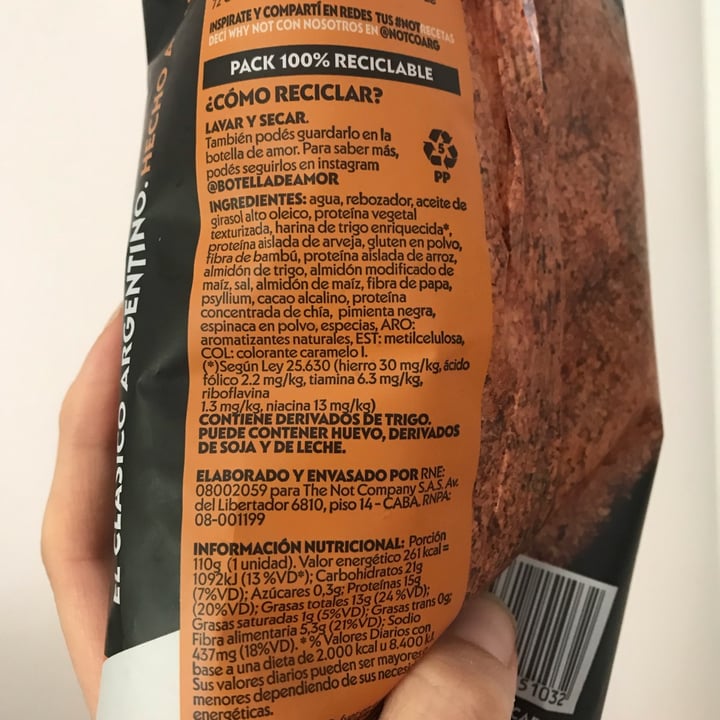 INSPIRATE Y COMPARTÍ EN REDES TUS #NOTRECETAS
DECÍ WHY NOT CON NOSOTROS EN @NOTCOARG
PACK 100% RECICLABLE
¿CÓMO RECICLAR?
LAVAR Y SECAR.
También podés guardarlo en la
botella de amor. Para saber más,
podés seguirlos en instagram
@BOTELLADEAMOR
5
PP
INGREDIENTES: agua, rebozador, aceite de
girasol alto oleico, proteína vegetal
texturizada, harina de trigo enriquecida*,
proteína aislada de arveja, gluten en polvo,
fibra de bambú, proteína aislada de arroz,
almidón de trigo, almidón modificado de
maíz, sal, almidón de maíz, fibra de papa,
psyllium, cacao alcalino, proteína
concentrada de chía, pimienta negra,
espinaca en polvo, especias, ARO:
aromatizantes naturales, EST: metilcelulosa,
COL: colorante caramelo I.
(*)Según Ley 25.630 (hierro 30 mg/kg, ácido
fólico 2.2 mg/kg, tiamina 6.3 mg/kg,
riboflavina
1.3 mg/kg, niacina 13 mg/kg)
CONTIENE DERIVADOS DE TRIGO.
PUEDE CONTENER HUEVO, DERIVADOS
DE SOJA Y DE LECHE.
ELABORADO Y ENVASADO POR RNE:
08002059 para The Not Company S.A.S. Av.
del Libertador 6810, piso 14 - CABA. RNPA:
08-001199
INFORMACIÓN NUTRICIONAL: Porción
110g (1 unidad). Valor energético 261 kcal =
1092kJ (13 %VD*); Carbohidratos 21g
(7%VD); Azúcares 0,3g; Proteínas 15g
(20%VD); Grasas totales 13g (24 %VD);
Grasas saturadas 1g (5%VD); Grasas trans 0g;
Fibra alimentaria 5,3g (21%VD); Sodio
437mg (18%VD). *% Valores Diarios con
base a una dieta de 2.000 kcal u 8.400 kJ
Sus valores diarios pueden ser mayores
menores dependiendo de sus
energéticas.
EL CLÁSICO ARGENTINO. HECHO A
51032